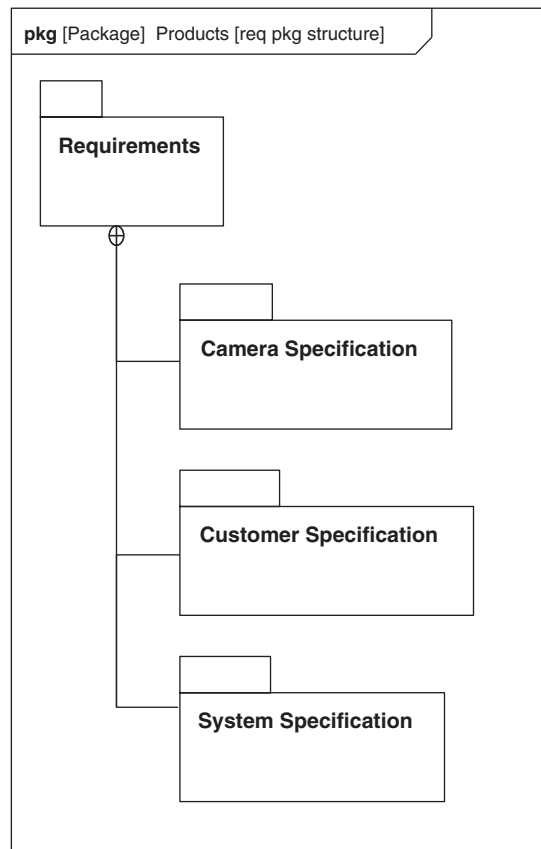 pkg [Package] Products [req pkg structure]
Requirements
Camera Specification
Customer Specification
System Specification